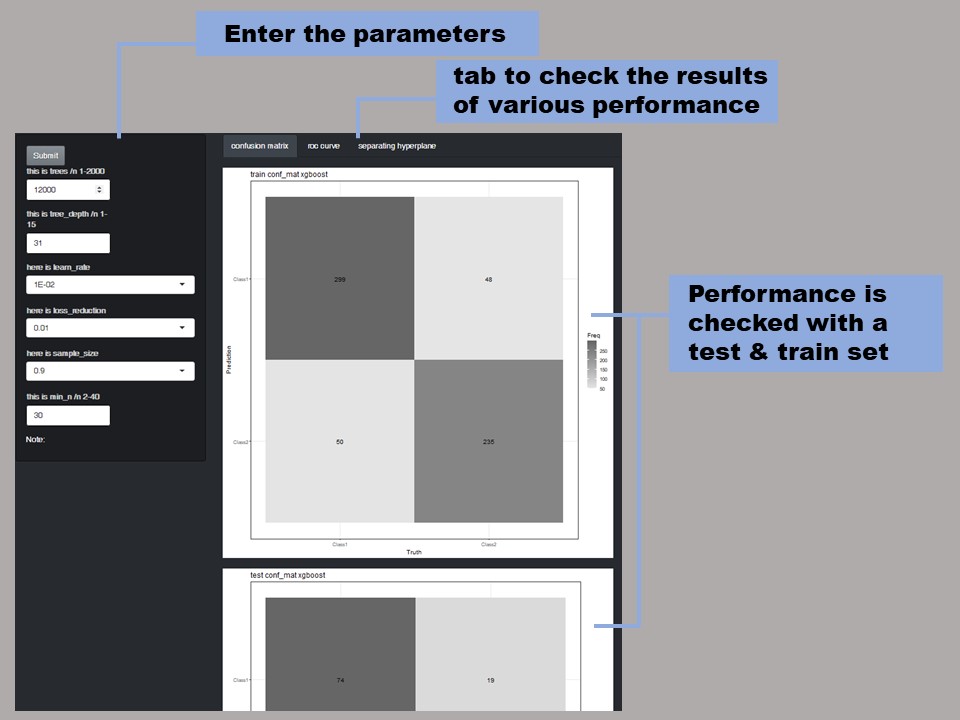 Enter the parameters
tab to check the results
of various performance
Submit
this is trees /n 1-2000
12000
this is tree_depth /n 1-
15
31
here is learn_rate
1E-02
here is loss_reduction
0.01
here is sample_size
0.9
this is min_n /n 2-40
30
Note:
confusion matrix
roc curve
separating hyperplane
train conf_mat xgboost
Class1
299
48
Prediction
Class2
50
235
Class1
Class2
Truth
Freq
250
200
150
100
50
Performance is
checked with a
test & train set
test conf_mat xgboost
Class1
74
19